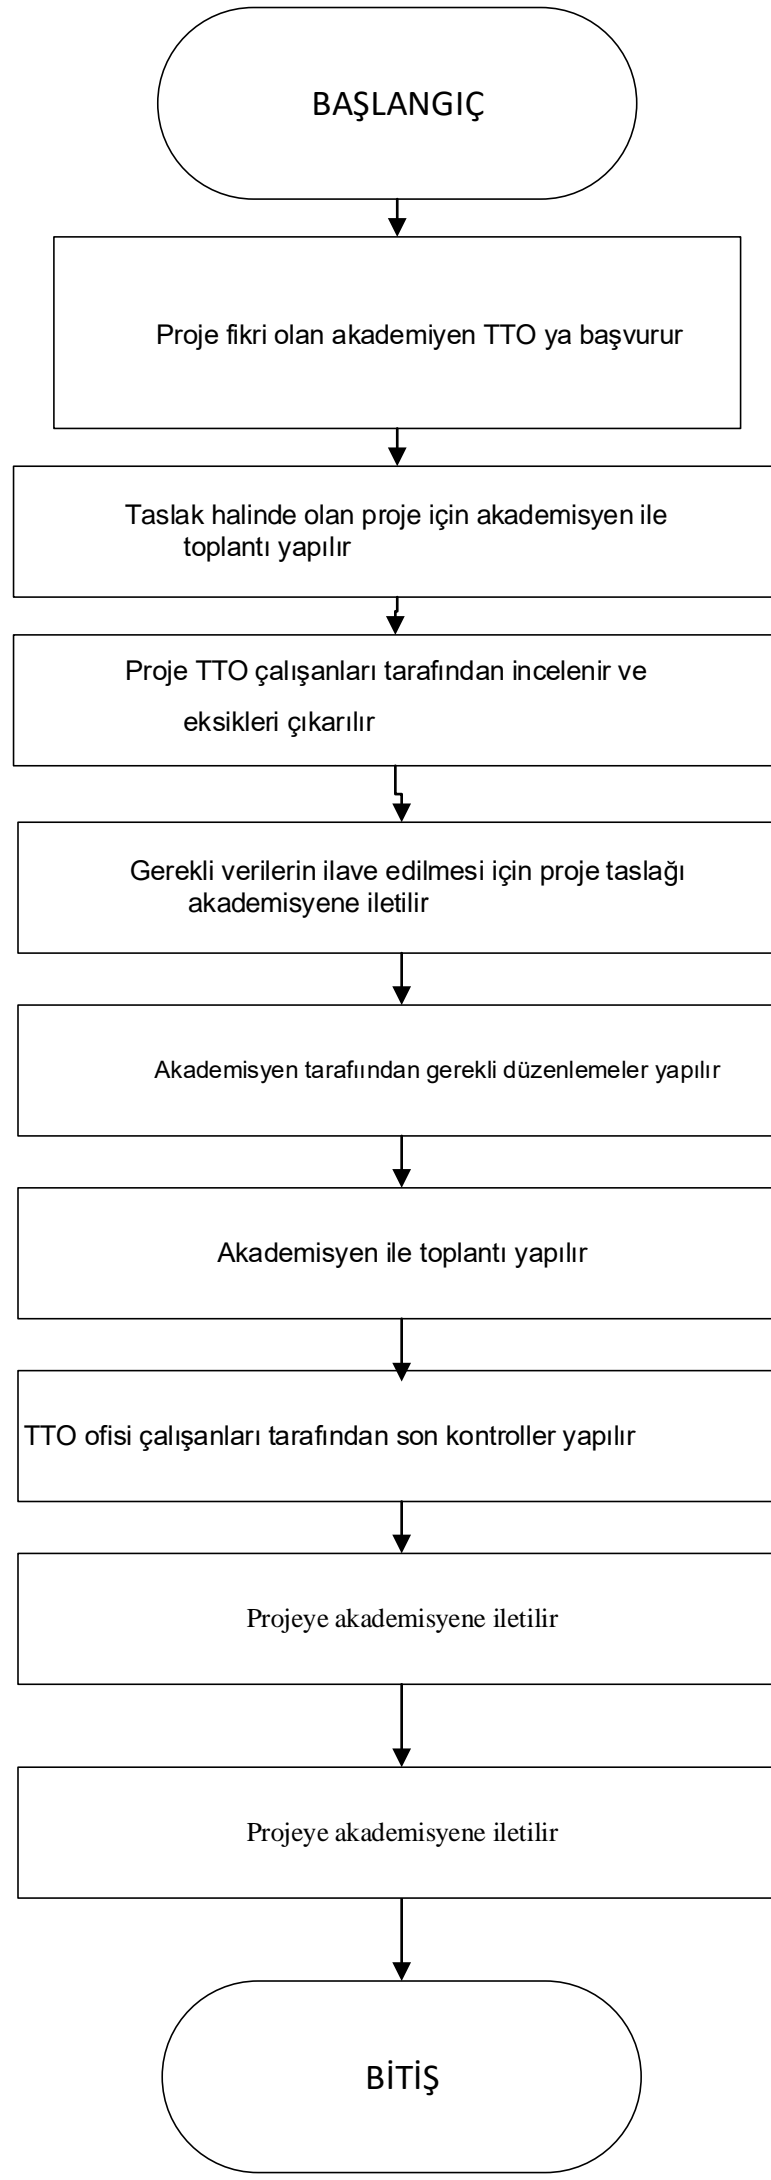 BAŞLANGIÇ
Proje fikri olan akademiyen TTO ya başvurur
Taslak halinde olan proje için akademisyen ile
toplantı yapılır
Proje TTO çalışanları tarafından incelenir ve
eksikleri çıkarılır
Gerekli verilerin ilave edilmesi için proje taslağı
akademisyene iletilir
Akademisyen tarafıından gerekli düzenlemeler yapılır
Akademisyen ile toplantı yapılır
TTO ofisi çalışanları tarafından son kontroller yapılır
Projeye akademisyene iletilir
Projeye akademisyene iletilir
BİTİŞ